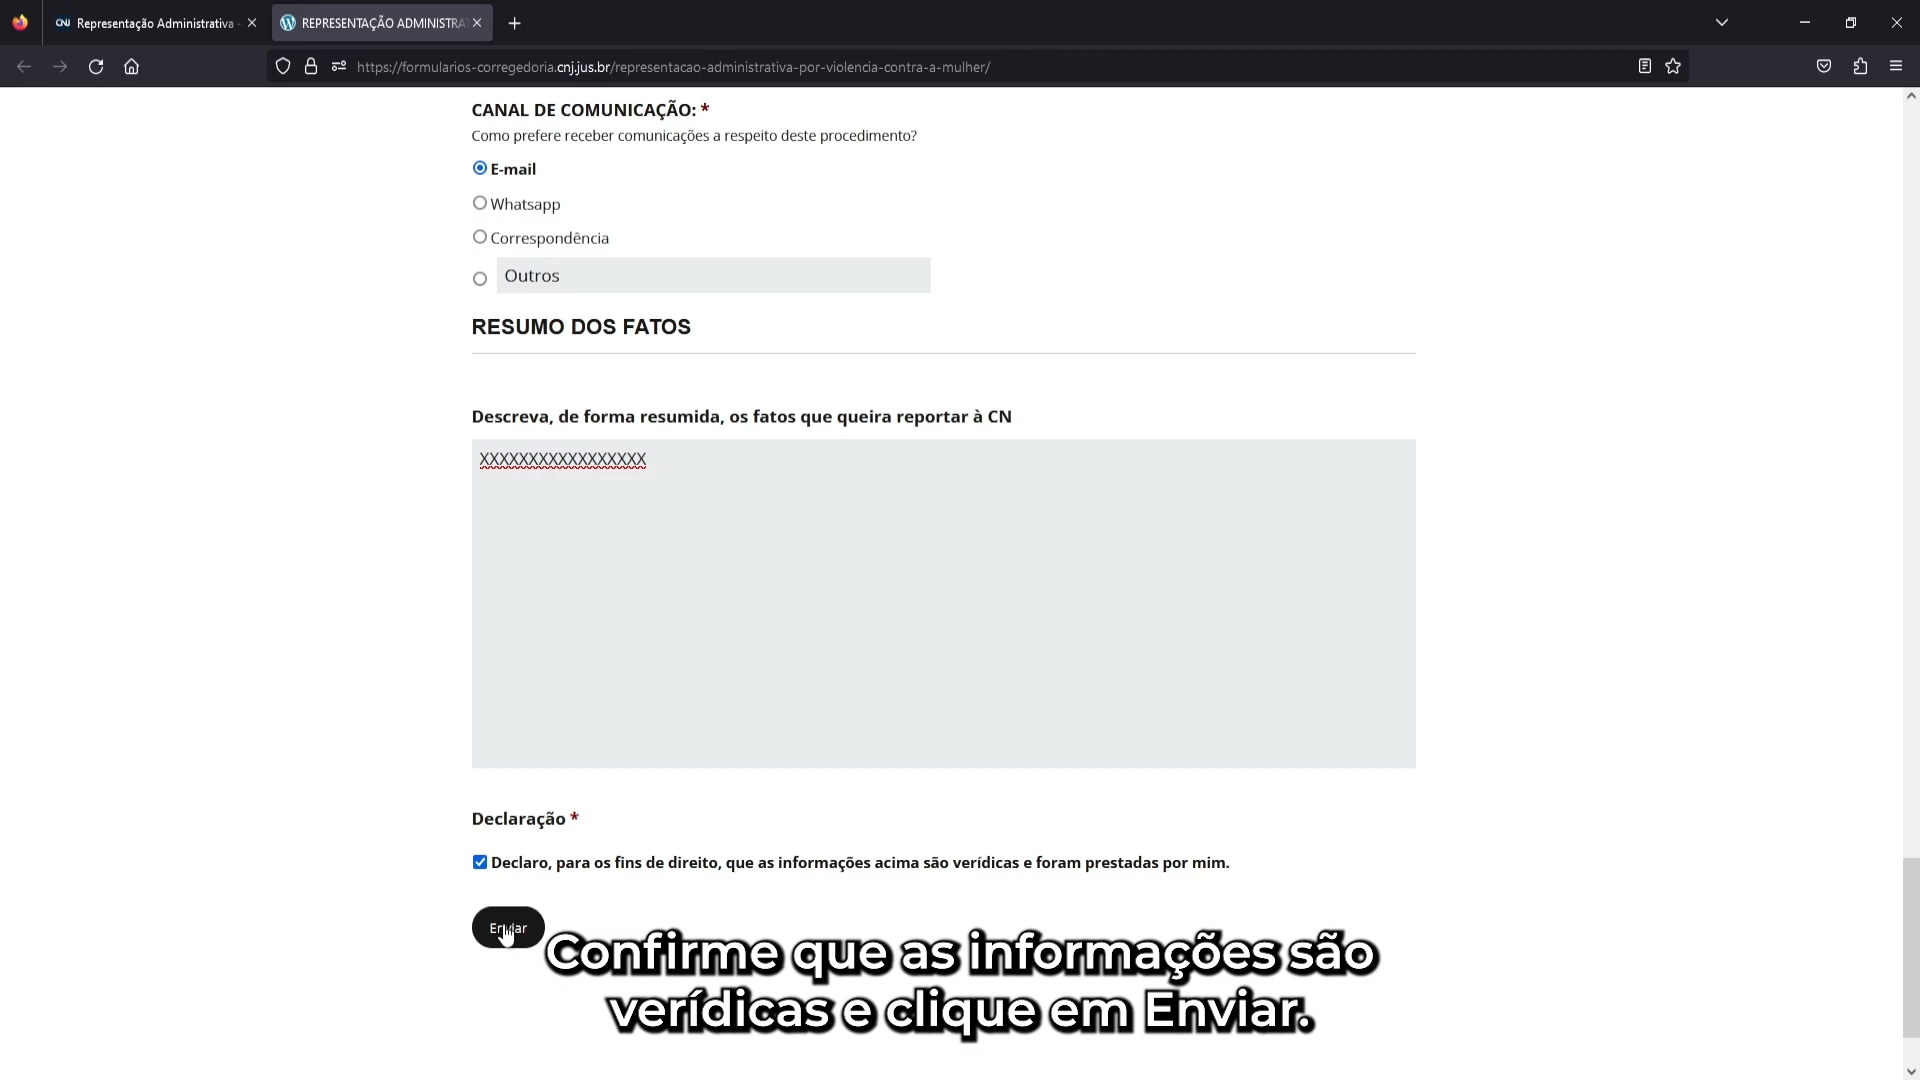 CNJ Representação Administrativa -
REPRESENTAÇÃO ADMINISTRA
https://formularios-corregedoria.cnj.jus.br/representacao-administrativa-por-violencia-contra-a-mulher/
CANAL DE COMUNICAÇÃO: *
Como prefere receber comunicações a respeito deste procedimento?
E-mail
Whatsapp
Correspondência
Outros
RESUMO DOS FATOS
Descreva, de forma resumida, os fatos que queira reportar à CN
XXXXXXXXXXXXXXXXX
Declaração *
Declaro, para os fins de direito, que as informações acima são verídicas e foram prestadas por mim.
Enviar
Confirme que as informações são
verídicas e clique em Enviar.